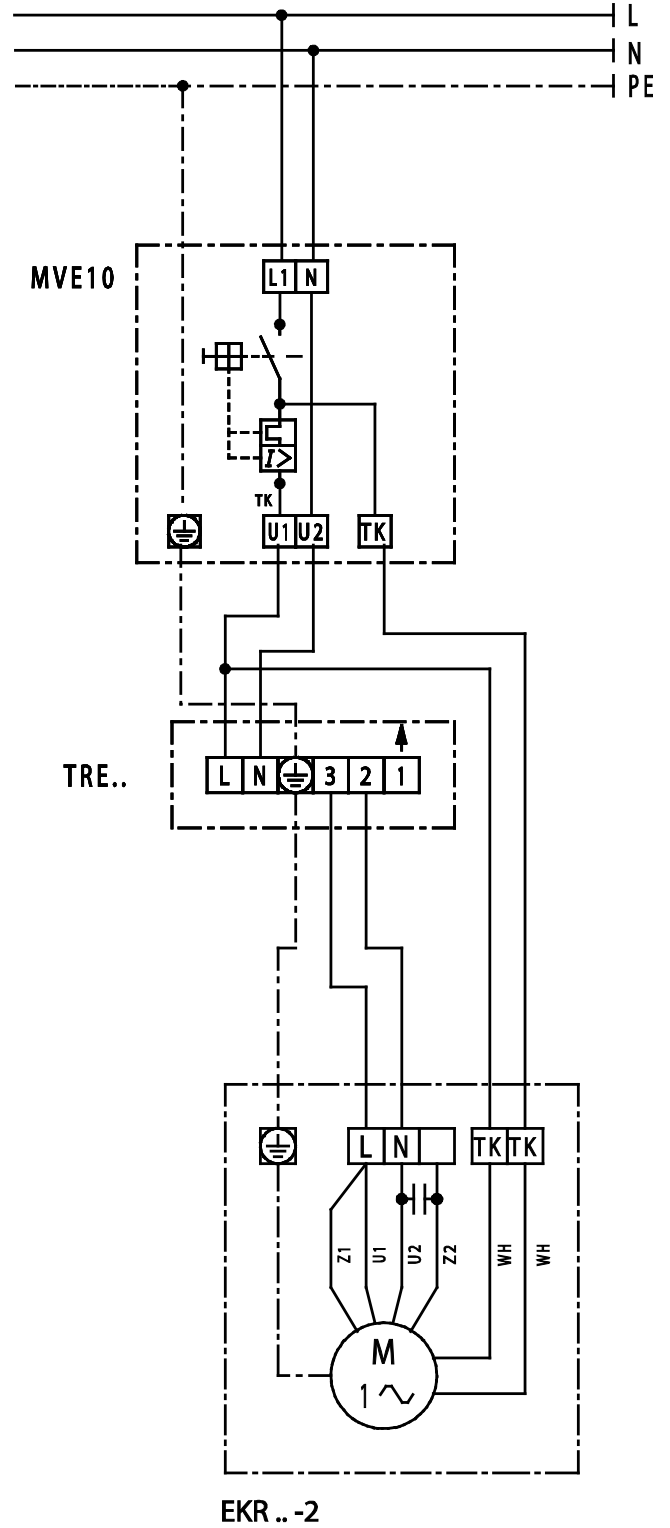 L
N
PE
MVE10
L1 N
I>
TK
U1 U2 TK
TRE..
L N 3 2 1
L N TK TK
Z1 U1 U2 Z2 WH WH
M
1
EKR .. -2